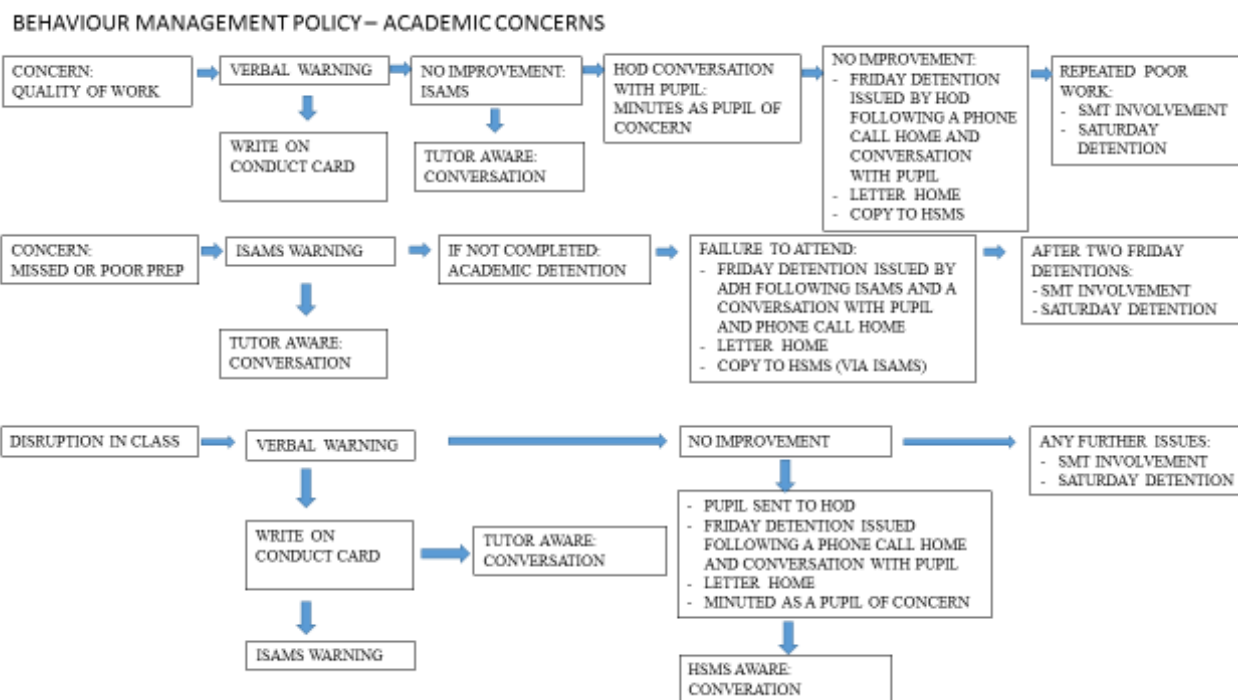 BEHAVIOUR MANAGEMENT POLICY – ACADEMIC CONCERNS
CONCERN:
QUALITY OF WORK
VERBAL WARNING
WRITE ON
CONDUCT CARD
NO IMPROVEMENT:
ISAMS
TUTOR AWARE:
CONVERSATION
HOD CONVERSATION
WITH PUPIL:
MINUTES AS PUPIL OF
CONCERN
NO IMPROVEMENT:
- FRIDAY DETENTION
ISSUED BY HOD
FOLLOWING A PHONE
CALL HOME AND
CONVERSATION
WITH PUPIL
- LETTER HOME
- COPY TO HSMS
REPEATED POOR
WORK:
- SMT INVOLVEMENT
- SATURDAY
DETENTION
CONCERN:
MISSED OR POOR PREP
ISAMS WARNING
TUTOR AWARE:
CONVERSATION
IF NOT COMPLETED:
ACADEMIC DETENTION
FAILURE TO ATTEND:
- FRIDAY DETENTION ISSUED BY
ADH FOLLOWING ISAMS AND A
CONVERSATION WITH PUPIL
AND PHONE CALL HOME
- LETTER HOME
- COPY TO HSMS (VIA ISAMS)
AFTER TWO FRIDAY
DETENTIONS:
- SMT INVOLVEMENT
- SATURDAY DETENTION
DISRUPTION IN CLASS
VERBAL WARNING
WRITE ON
CONDUCT CARD
TUTOR AWARE:
CONVERSATION
ISAMS WARNING
NO IMPROVEMENT
- PUPIL SENT TO HOD
- FRIDAY DETENTION ISSUED
FOLLOWING A PHONE CALL HOME
AND CONVERSATION WITH PUPIL
- LETTER HOME
- MINUTED AS A PUPIL OF CONCERN
HSMS AWARE:
CONVERATION
ANY FURTHER ISSUES:
- SMT INVOLVEMENT
- SATURDAY DETENTION